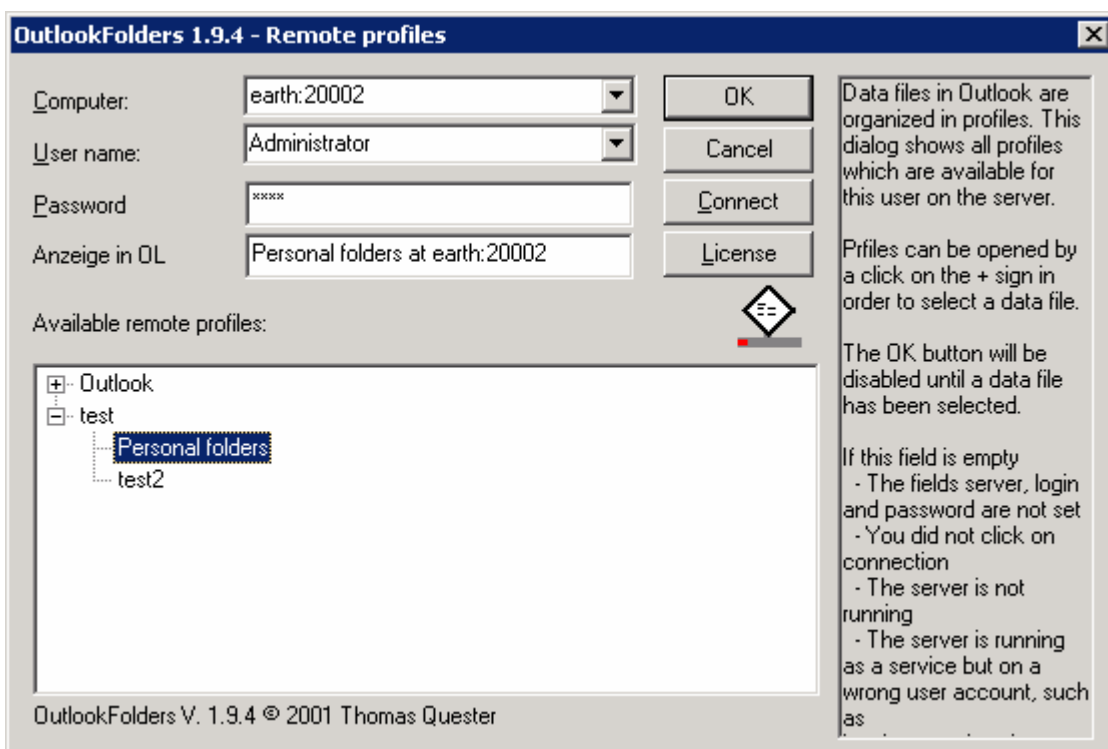 OutlookFolders 1.9.4 - Remote profiles
Computer:
earth:20002
OK
User name:
Administrator
Cancel
Password
****
Connect
Anzeige in OL
Personal folders at earth:20002
License
Available remote profiles:
Outlook
test
Personal folders
test2
OutlookFolders V. 1.9.4 © 2001 Thomas Quester
Data files in Outlook are
organized in profiles. This
dialog shows all profiles
which are available for
this user on the server.
Prfiles can be opened by
a click on the + sign in
order to select a data file.
The OK button will be
disabled until a data file
has been selected.
If this field is empty
- The fields server, login
and password are not set
- You did not click on
connection
- The server is not
running
- The server is running
as a service but on a
wrong user account, such
as